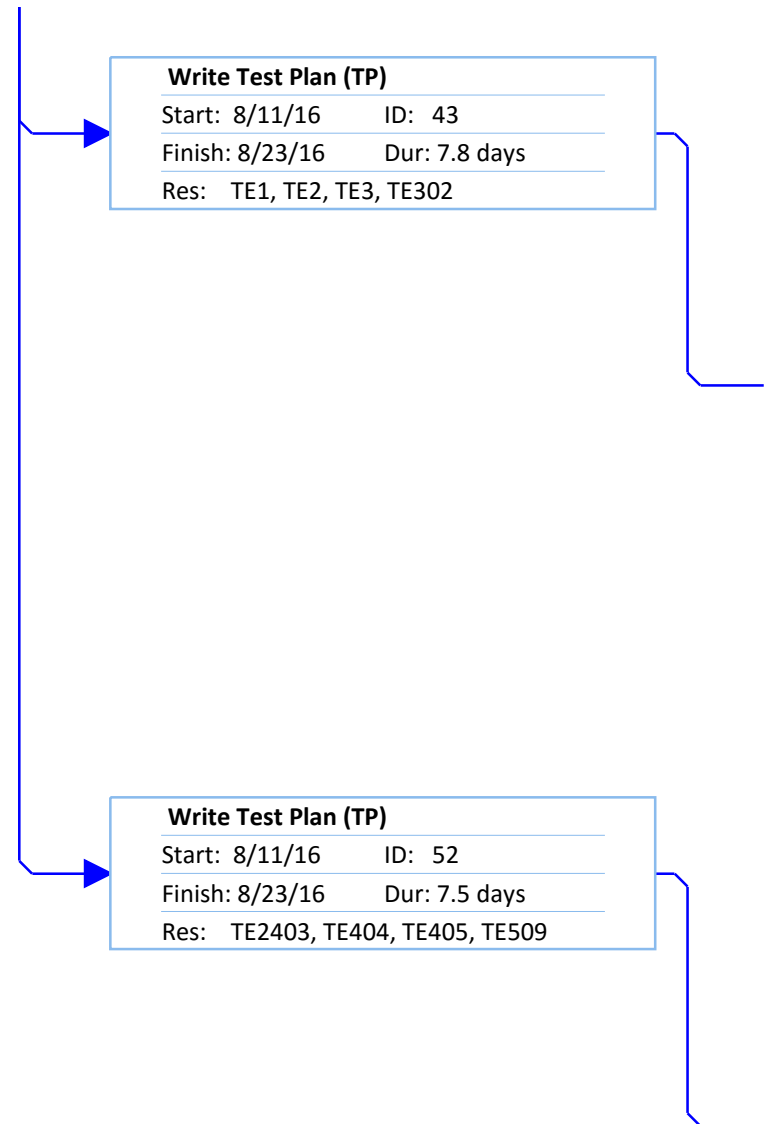 Write Test Plan (TP)
Start: 8/11/16 ID: 43
Finish: 8/23/16 Dur: 7.8 days
Res: TE1, TE2, TE3, TE302
Write Test Plan (TP)
Start: 8/11/16 ID: 52
Finish: 8/23/16 Dur: 7.5 days
Res: TE2403, TE404, TE405, TE509